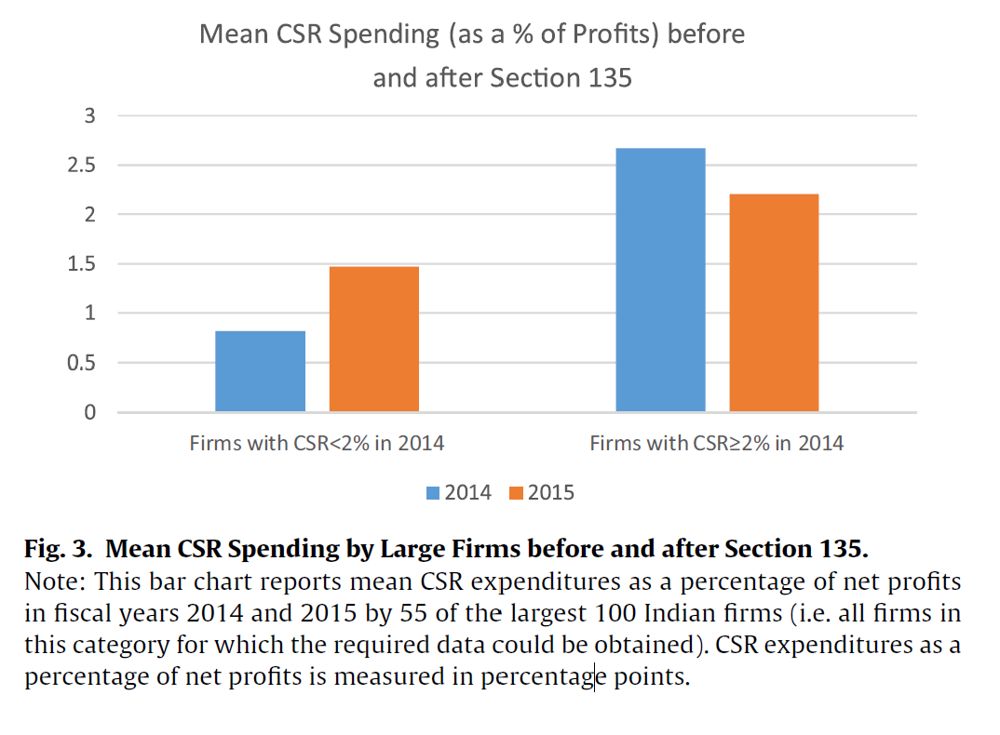 Mean CSR Spending (as a % of Profits) before
and after Section 135
3
2.5
2
1.5
1
0.5
0
Firms with CSR<2% in 2014 Firms with CSR≥2% in 2014
2014 2015
Fig. 3. Mean CSR Spending by Large Firms before and after Section 135.
Note: This bar chart reports mean CSR expenditures as a percentage of net profits
in fiscal years 2014 and 2015 by 55 of the largest 100 Indian firms (i.e. all firms in
this category for which the required data could be obtained). CSR expenditures as a
percentage of net profits is measured in percentage points.